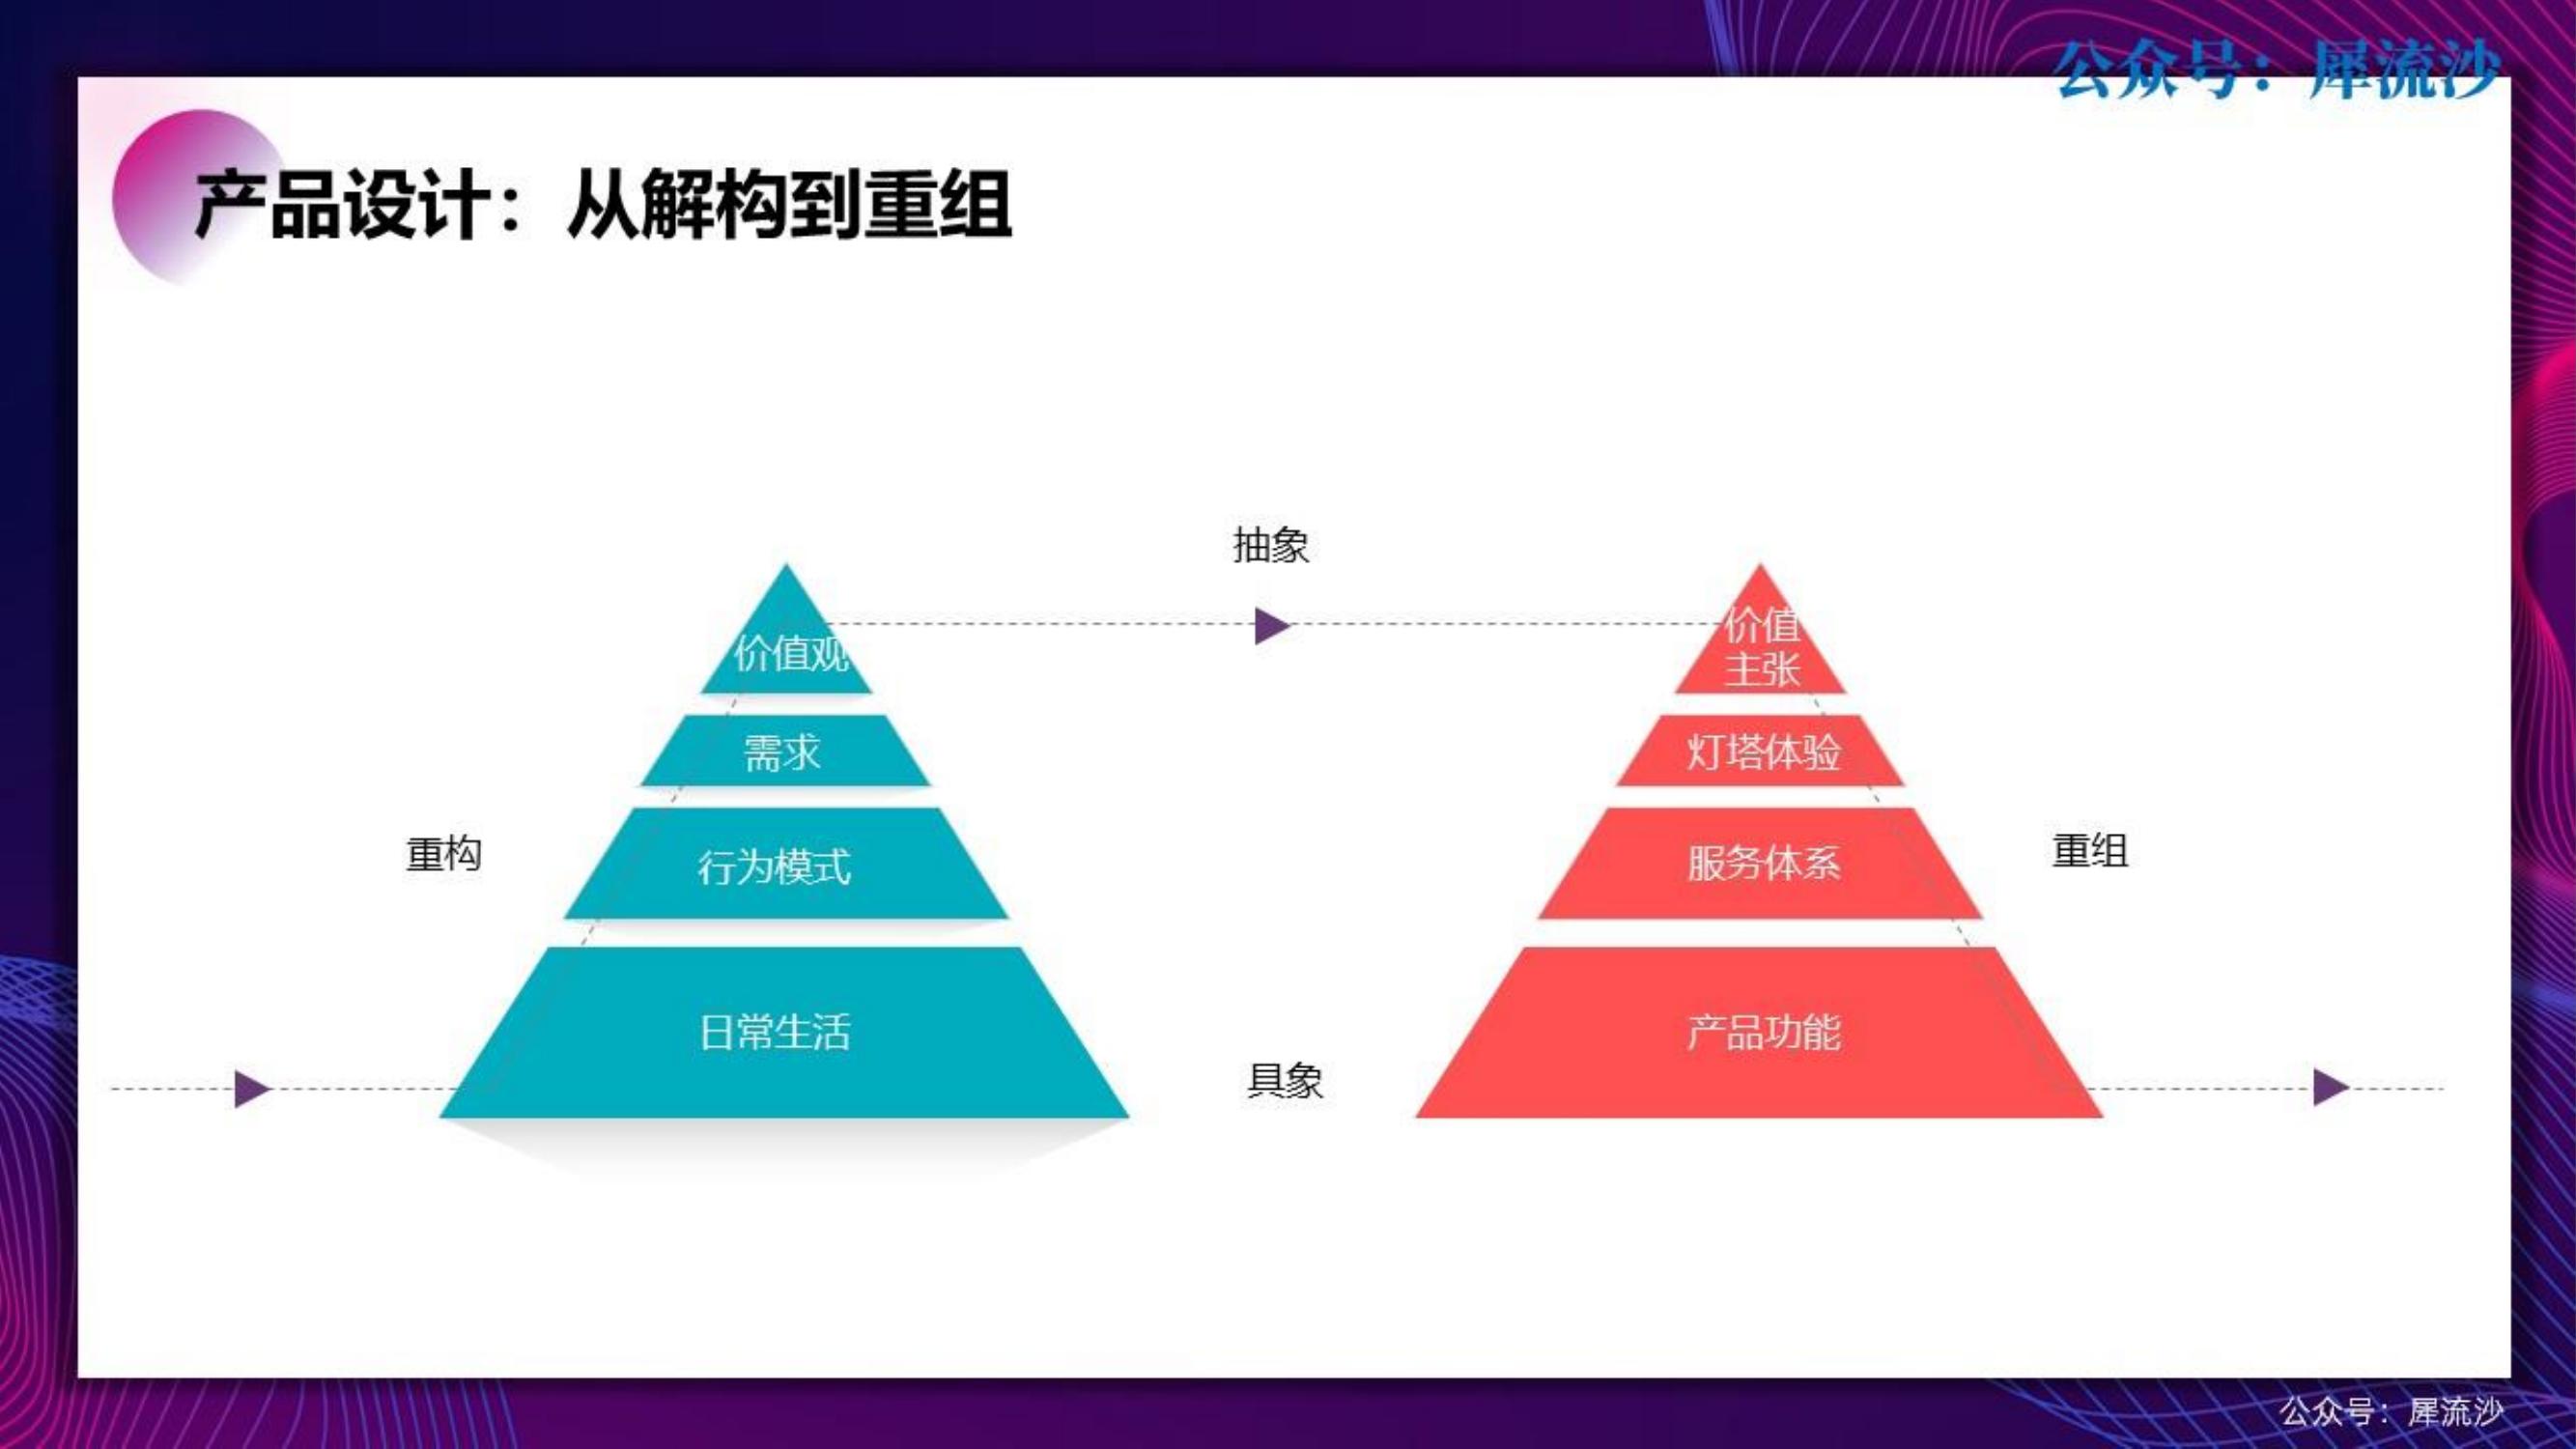 公众号：犀流沙
产品设计：从解构到重组
抽象
价值观
需求
行为模式
日常生活
重构
具象
价值
主张
灯塔体验
服务体系
产品功能
重组
公众号：犀流沙